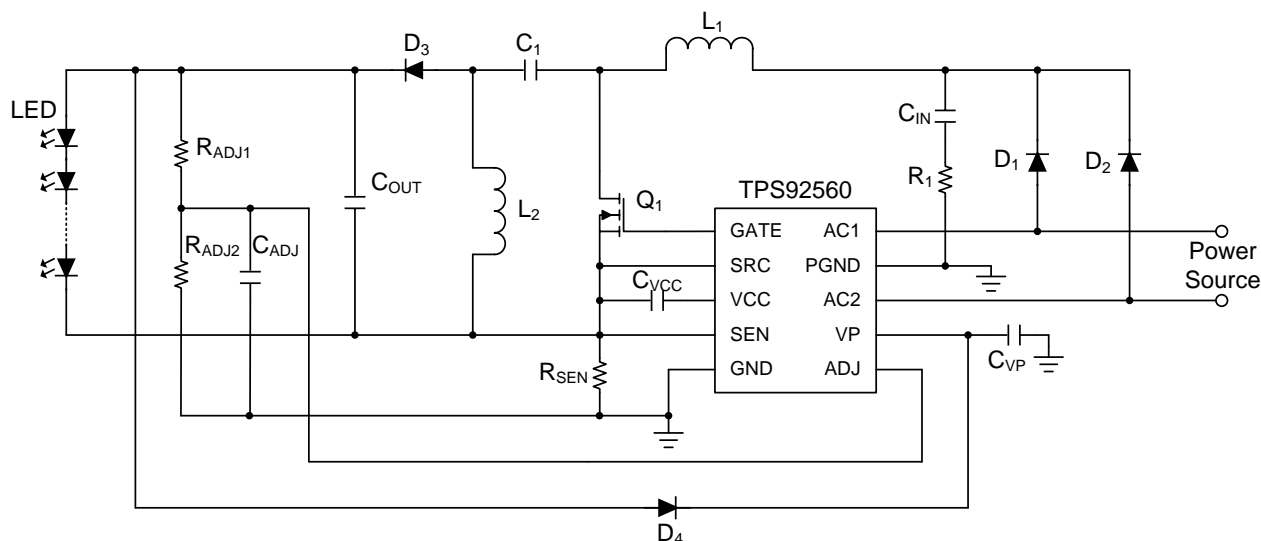 L1
D3
C1
LED
CIN
RADJ1
D1
D2
R1
TPS92560
COUT
Q1
L2
GATE
AC1
RADJ2
CADJ
SRC
PGND
Power
Source
CVCC
VCC
AC2
SEN
VP
RSEN
CVP
GND
ADJ
D4